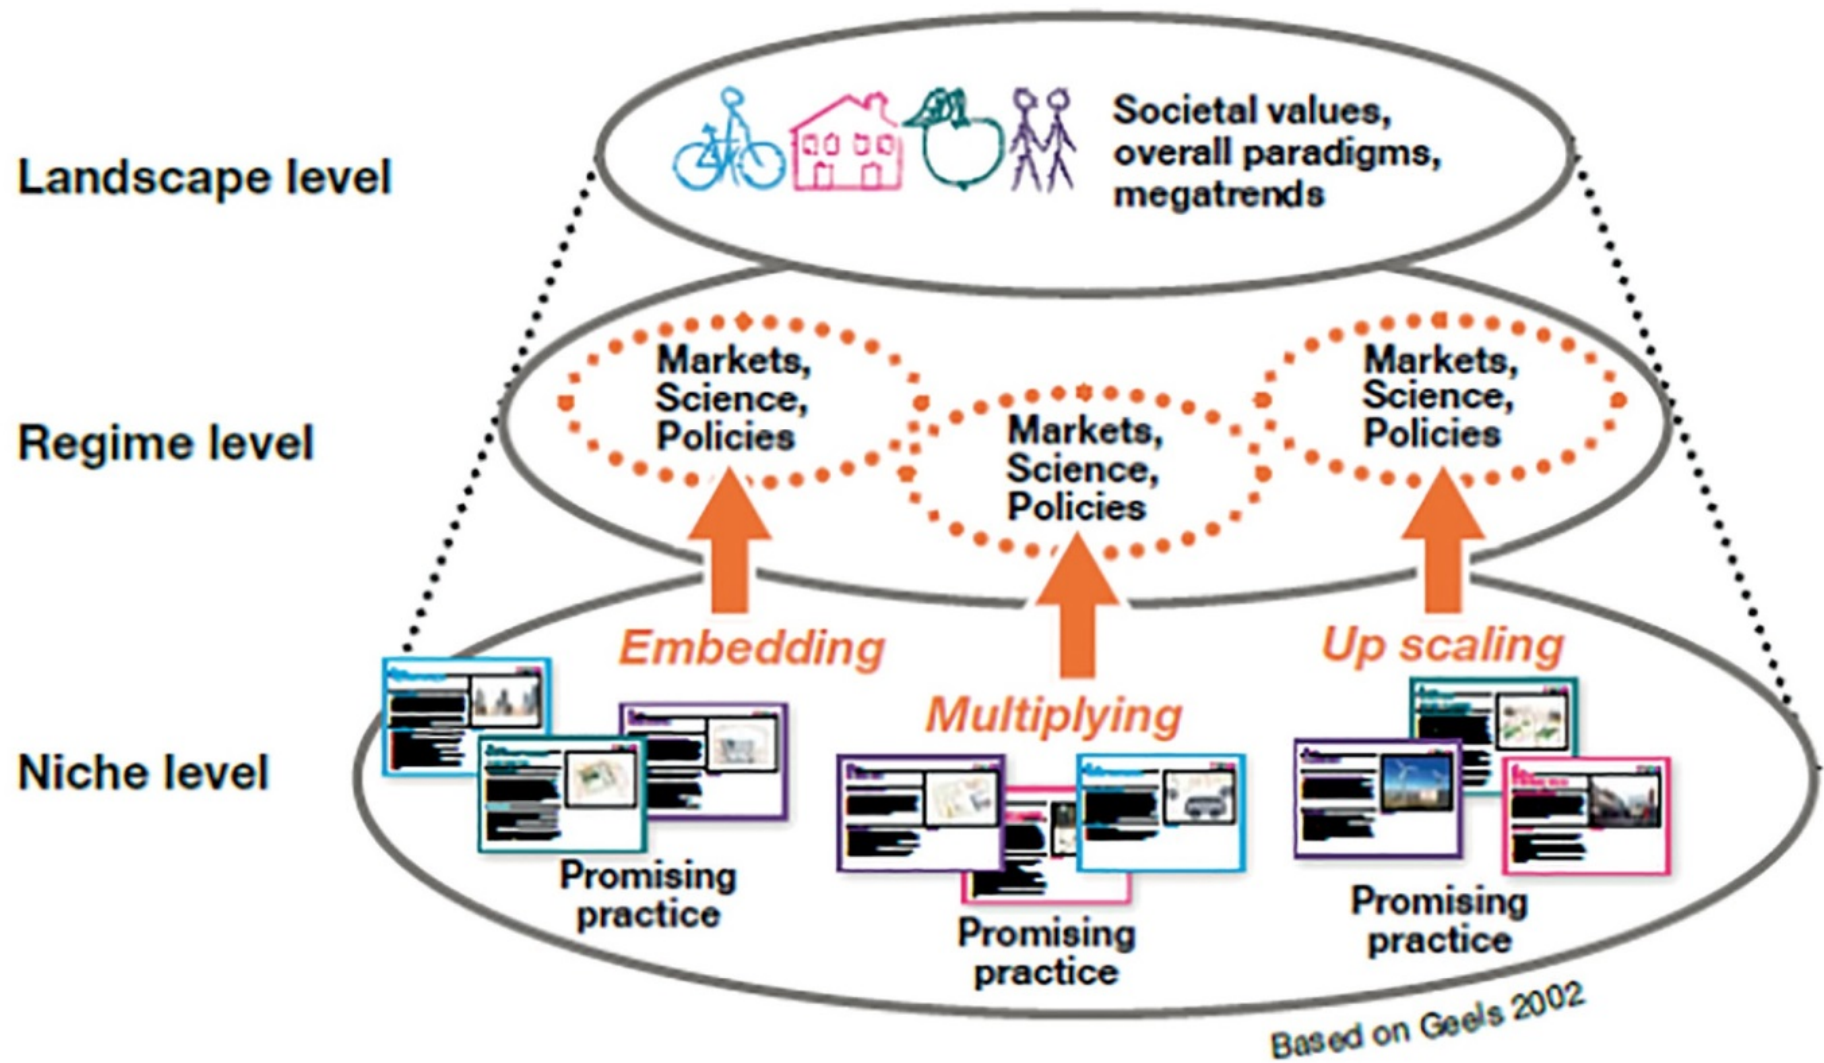 Landscape level
Societal values,
overall paradigms,
megatrends
Regime level
Markets,
Science,
Policies
Markets,
Science,
Policies
Markets,
Science,
Policies
Embedding
Multiplying
Up scaling
Niche level
Promising
practice
Promising
practice
Promising
practice
Based on Geels 2002